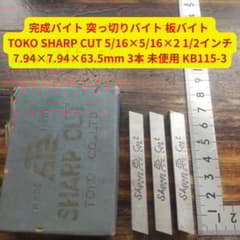 完成バイト 突っ切りバイト 板バイト
TOKO SHARP CUT 5/16×5/16×2 1/2インチ
7.94×7.94×63.5mm 3本 未使用 KB115-3
SHARP CUT
TOKO CO.,LTD
SHARP CUT
SHARP CUT
SHARP CUT